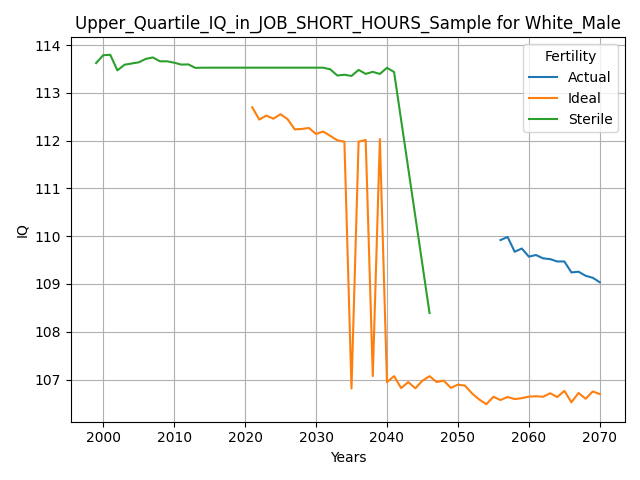 Upper_Quartile_IQ_in_JOB_SHORT_HOURS_Sample for White_Male
Fertility
Actual
Ideal
Sterile
114
113
112
111
110
109
108
107
IQ
2000
2010
2020
2030
2040
2050
2060
2070
Years